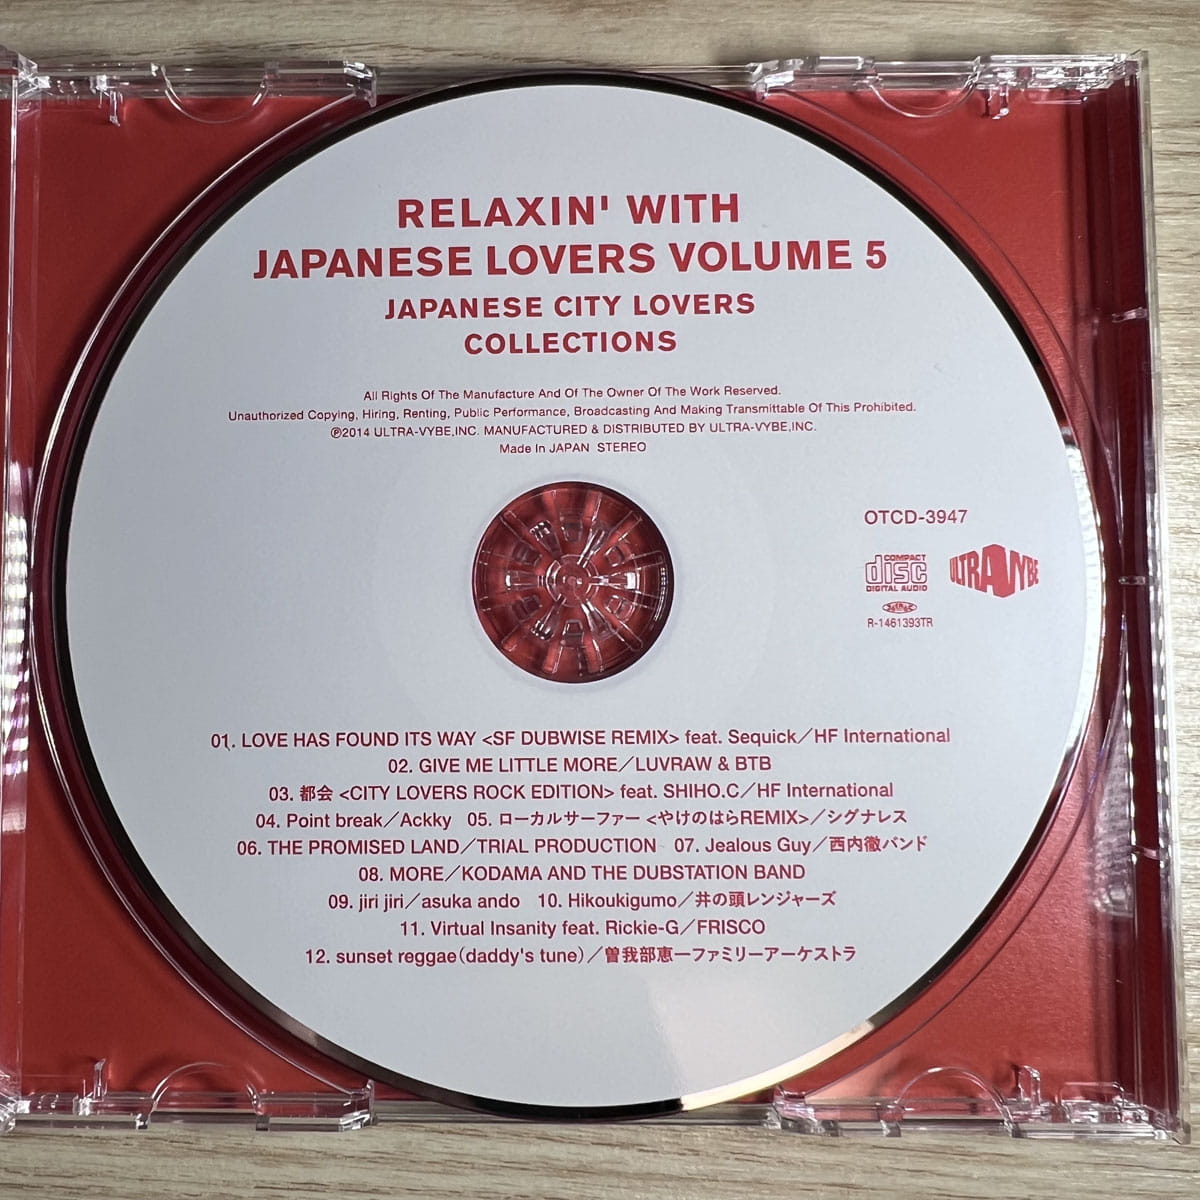 RELAXIN' WITH
JAPANESE LOVERS VOLUME 5
JAPANESE CITY LOVERS
COLLECTIONS
All Rights Of The Manufacture And Of The Owner Of The Work Reserved.
Unauthorized Copying, Hiring, Renting, Public Performance, Broadcasting And Making Transmittable Of This Prohibited.
℗2014 ULTRA-VYBE,INC. MANUFACTURED & DISTRIBUTED BY ULTRA-VYBE,INC.
Made In JAPAN STEREO
OTCD-3947
COMPACT
disc
DIGITAL AUDIO
ULTRA VYBE
R-1461393TR
01. LOVE HAS FOUND ITS WAY <SF DUBWISE REMIX> feat. Sequick／HF International
02. GIVE ME LITTLE MORE／LUVRAW & BTB
03. 都会 <CITY LOVERS ROCK EDITION> feat. SHIHO.C／HF International
04. Point break／Ackky 05. ローカルサーファー <やけのはらREMIX>／シグナレス
06. THE PROMISED LAND／TRIAL PRODUCTION 07. Jealous Guy／西内徹バンド
08. MORE／KODAMA AND THE DUBSTATION BAND
09. jiri jiri／asuka ando 10. Hikoukigumo／井の頭レンジャーズ
11. Virtual Insanity feat. Rickie-G／FRISCO
12. sunset reggae(daddy's tune)／曽我部恵一ファミリーアーケストラ